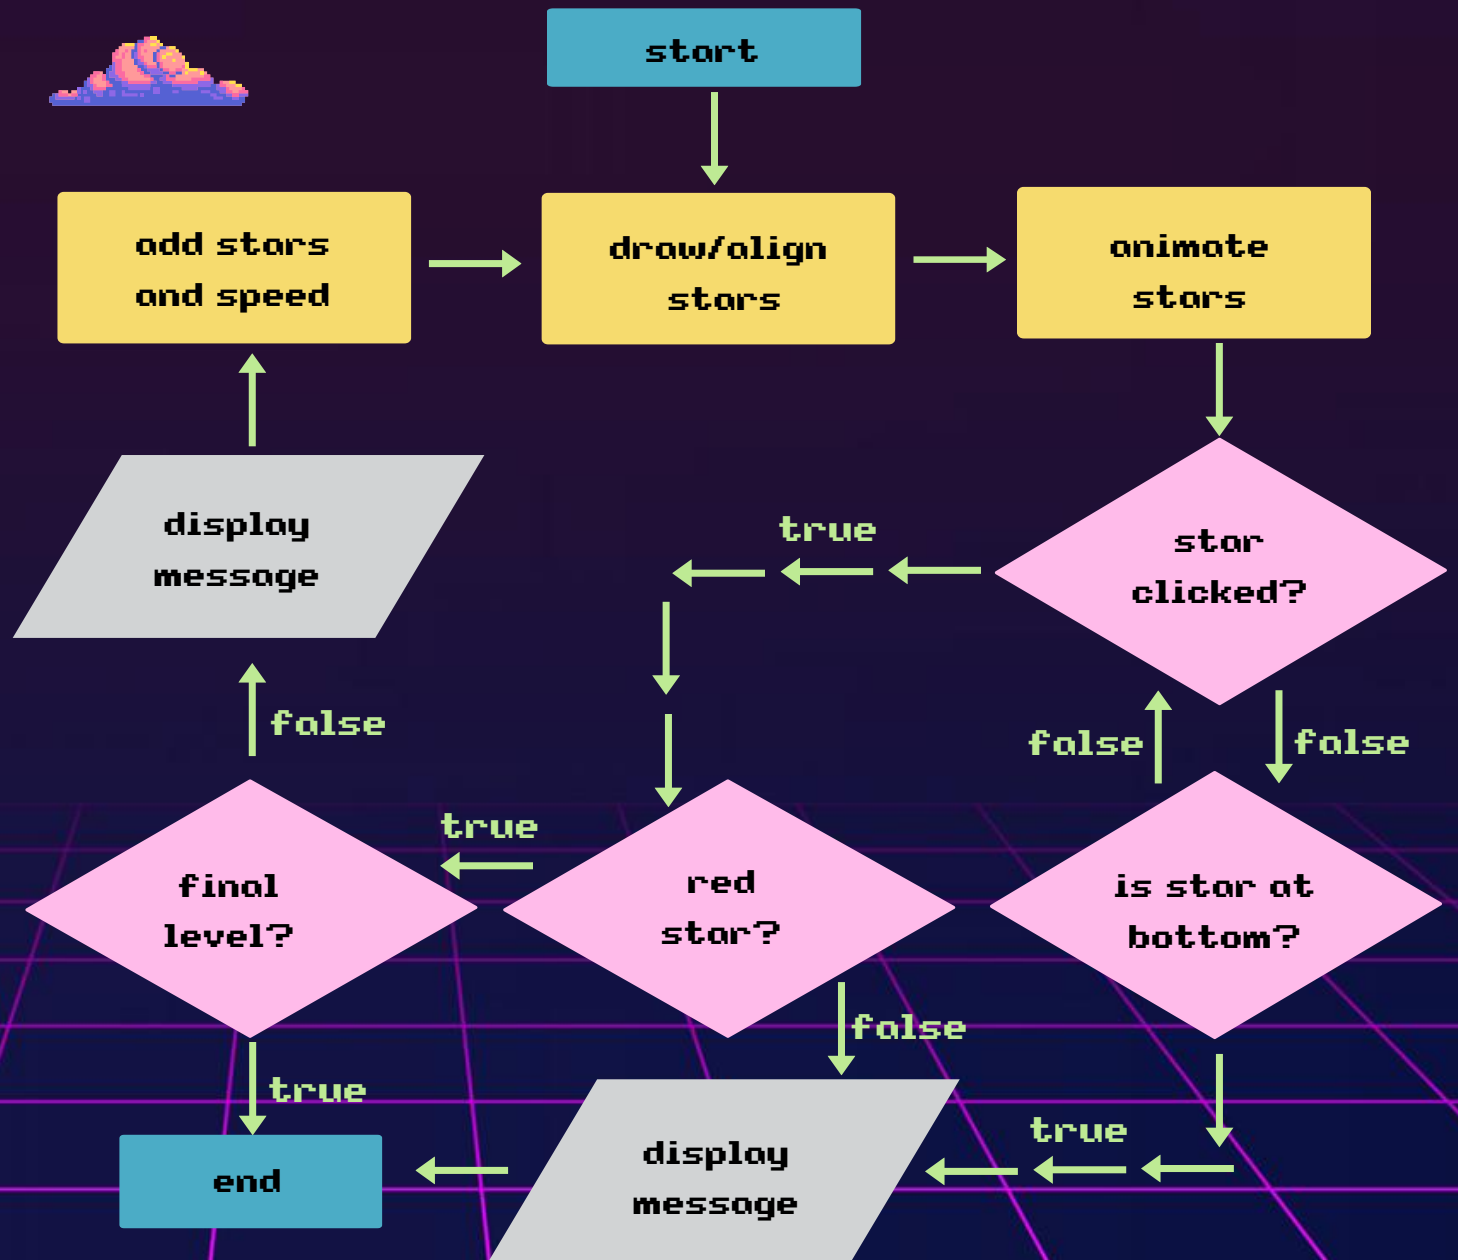 start
add stars
and speed
draw/align
stars
animate
stars
display
message
true
star
clicked?
false
false
false
true
final
level?
red
star?
is star at
bottom?
false
true
true
end
display
message